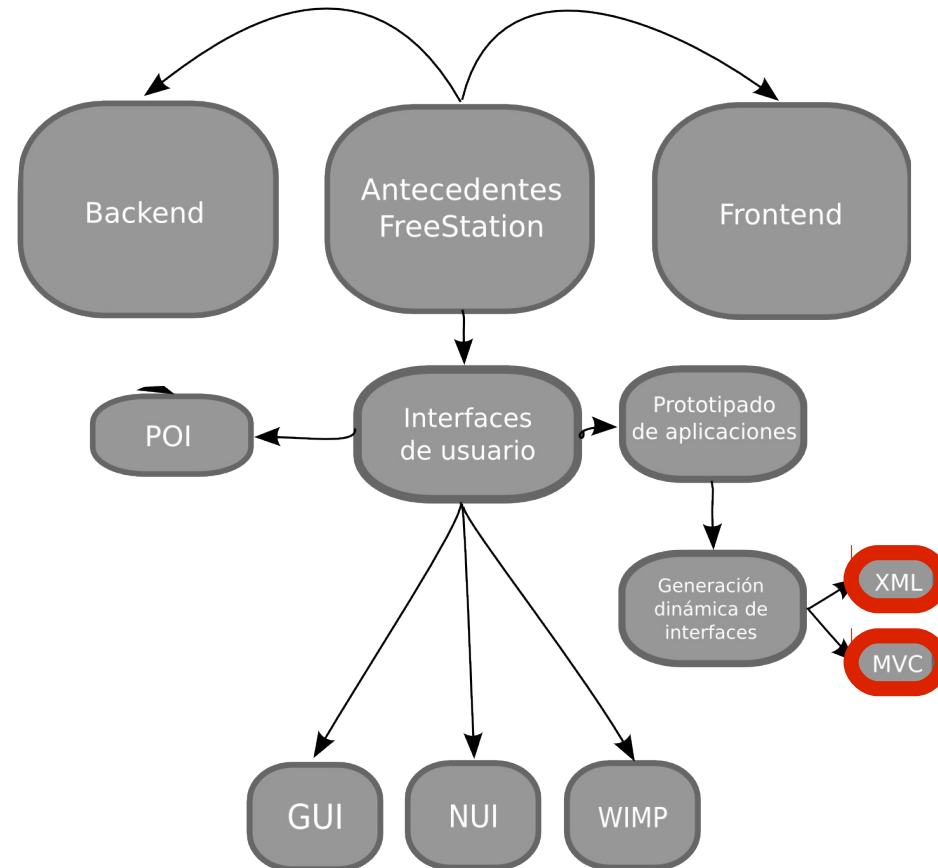 Backend
Antecedentes
FreeStation
Frontend
POI
Interfaces
de usuario
Prototipado
de aplicaciones
Generación
dinámica de
interfaces
XML
MVC
GUI
NUI
WIMP